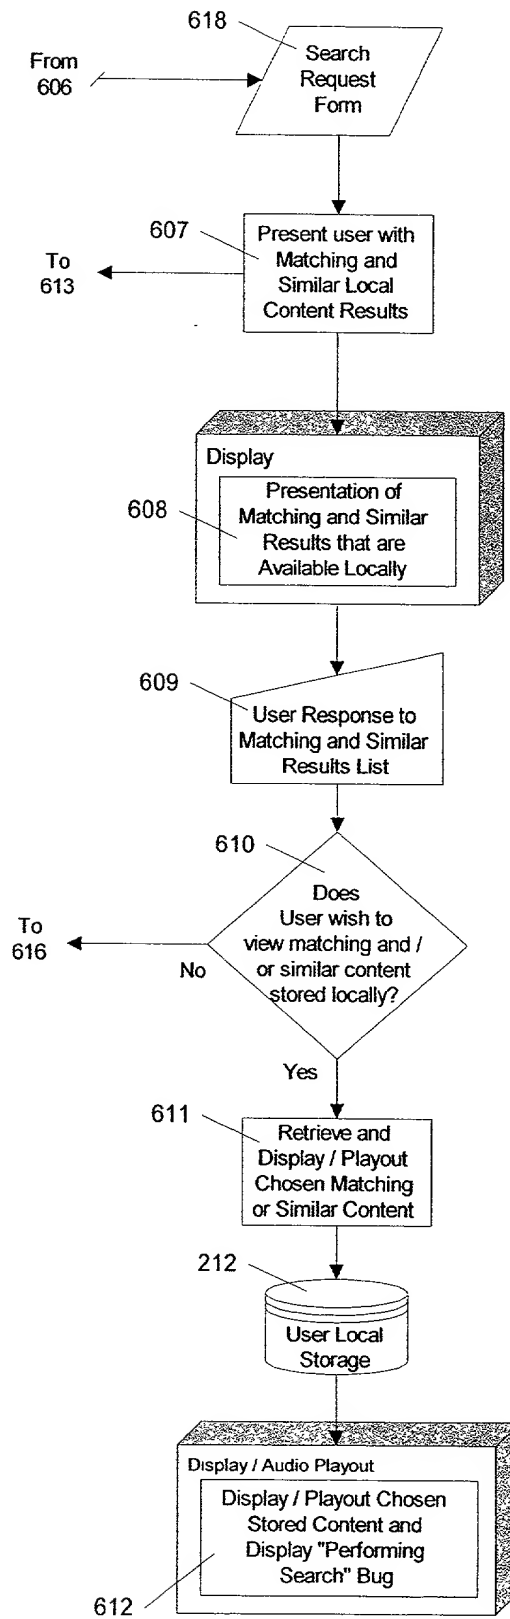 618
Search
Request
Form
From
606
607
Present user with
Matching and
Similar Local
Content Results
To
613
Display
608
Presentation of
Matching and Similar
Results that are
Available Locally
609
User Response to
Matching and Similar
Results List
610
Does
User wish to
view matching and /
or similar content
stored locally?
To
616
No
Yes
611
Retrieve and
Display / Playout
Chosen Matching
or Similar Content
212
User Local
Storage
Display / Audio Playout
Display / Playout Chosen
Stored Content and
Display "Performing
Search" Bug
612